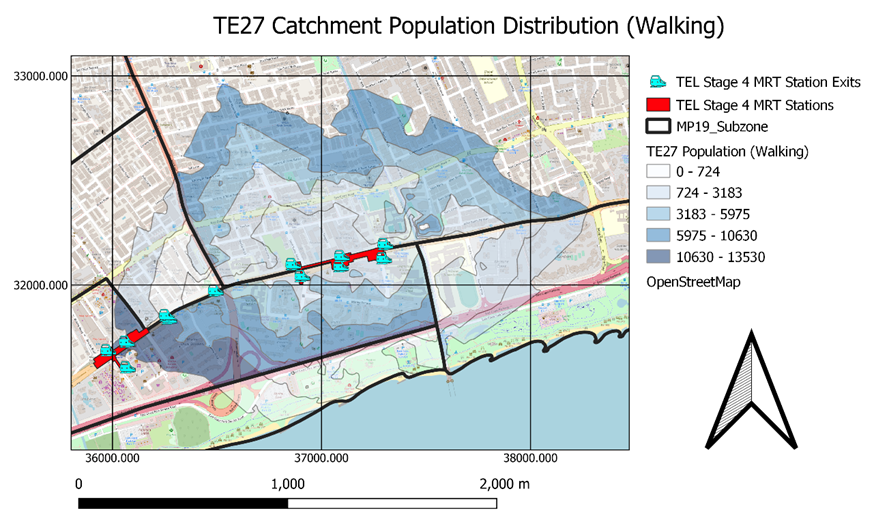 TE27 Catchment Population Distribution (Walking)
33000.000
32000.000
36000.000
37000.000
38000.000
TEL Stage 4 MRT Station Exits
TEL Stage 4 MRT Stations
MP19_Subzone
TE27 Population (Walking)
0 - 724
724 - 3183
3183 - 5975
5975 - 10630
10630 - 13530
OpenStreetMap
0
1,000
2,000 m